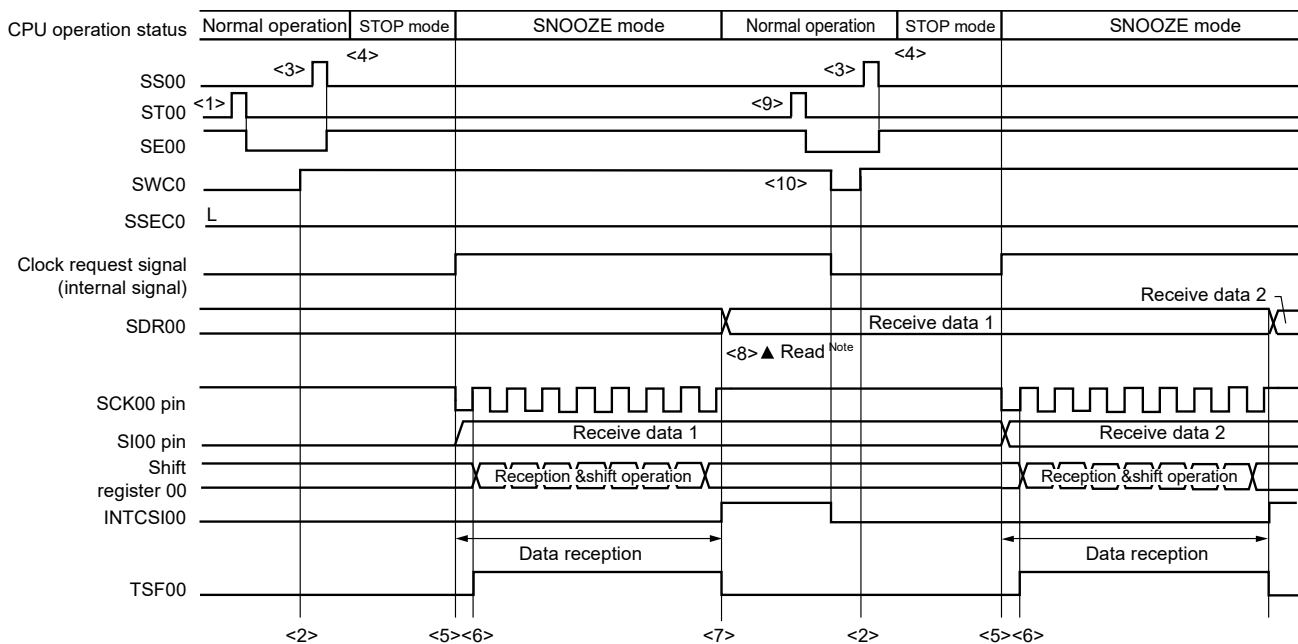 CPU operation status Normal operation STOP mode SNOOZE mode Normal operation STOP mode SNOOZE mode
<4> <4>
SS00 <3> <3>
ST00 <1> <9>
SE00
SWC0 <10>
SSEC0 L
Clock request signal
(internal signal)
Receive data 2
SDR00 Receive data 1
<8>▲ Read Note
SCK00 pin
SI00 pin Receive data 1 Receive data 2
Shift
register 00 Reception &shift operation Reception &shift operation
INTCSI00
Data reception Data reception
TSF00
<2> <5><6> <7> <2> <5><6>